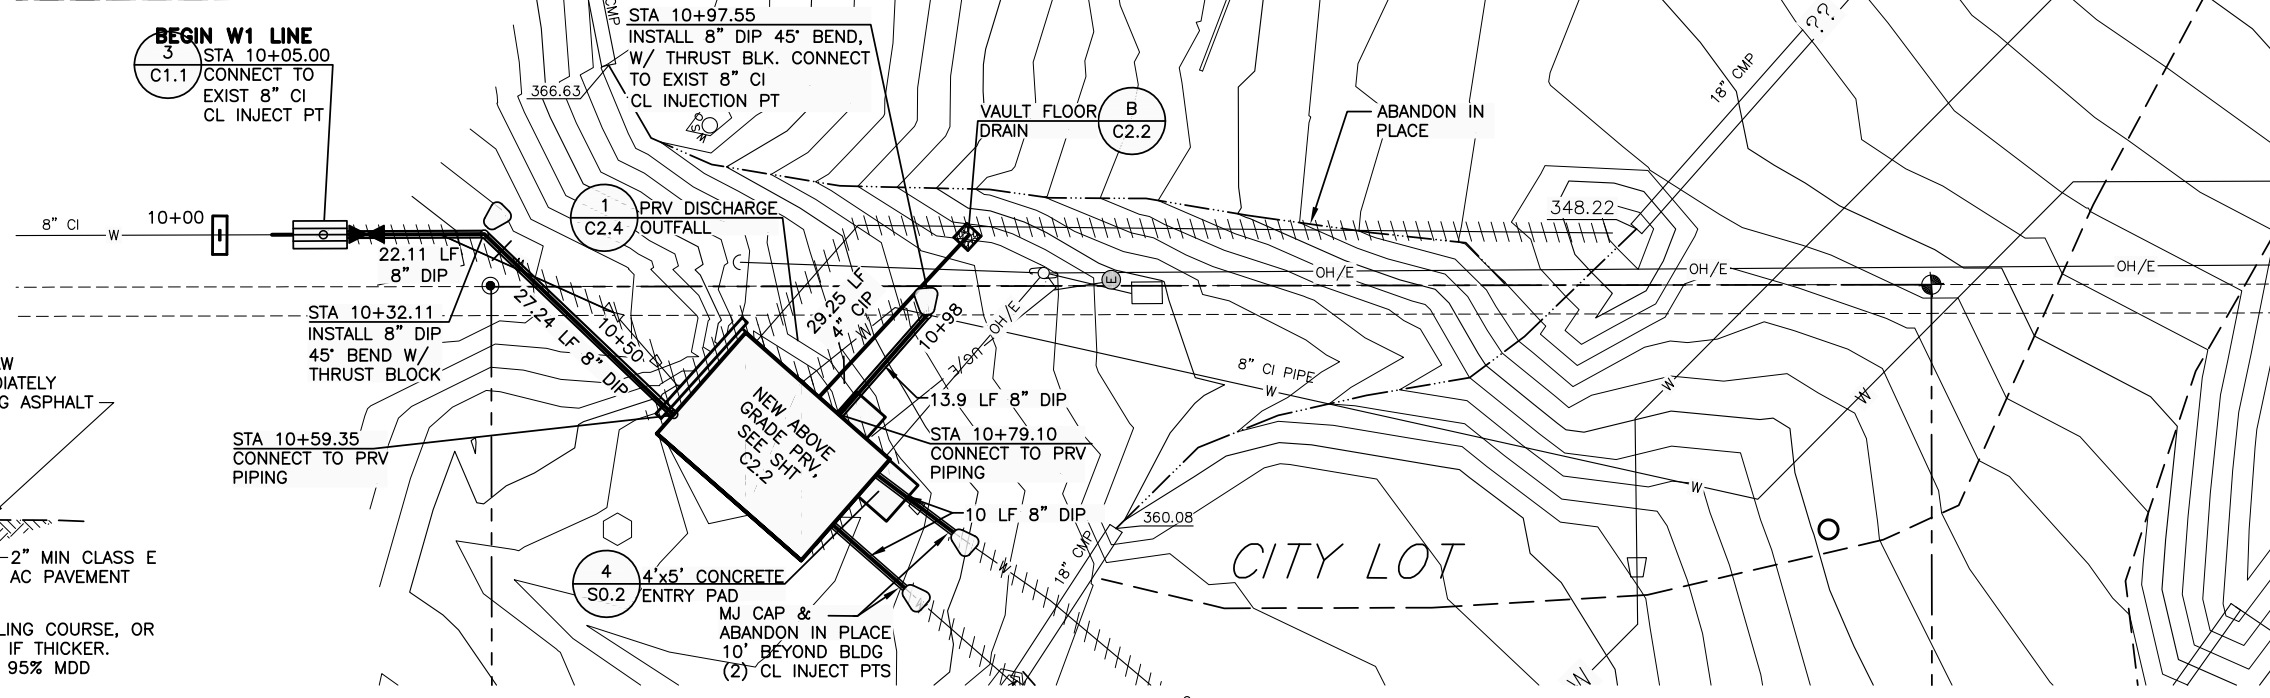 BEGIN W1 LINE
3
C1.1
STA 10+05.00
CONNECT TO
EXIST 8" CI
CL INJECT PT
CMP
STA 10+97.55
INSTALL 8" DIP 45° BEND,
W/ THRUST BLK. CONNECT
TO EXIST 8" CI
CL INJECTION PT
366.63
VAULT FLOOR
DRAIN
B
C2.2
ABANDON IN
PLACE
18" CMP
??
348.22
8" CI
W
10+00
22.11 LF
8" DIP
1
C2.4
PRV DISCHARGE
OUTFALL
OH/E
OH/E
OH/E
E
STA 10+32.11
INSTALL 8" DIP
45° BEND W/
THRUST BLOCK
27.24 LF 8" DIP
10+50
29.25 LF
4" CIP
W
10+98
OH/E
UG/E
8" CI PIPE
W
W
W
W
IATELY
G ASPHALT
STA 10+59.35
CONNECT TO PRV
PIPING
NEW ABOVE
GRADE PRV,
SEE SHT
C2.2
13.9 LF 8" DIP
STA 10+79.10
CONNECT TO PRV
PIPING
10 LF 8" DIP
360.08
18" CMP
CITY LOT
W
W
2" MIN CLASS E
AC PAVEMENT
4
S0.2
4'x5' CONCRETE
ENTRY PAD
MJ CAP &
ABANDON IN PLACE
10' BEYOND BLDG
(2) CL INJECT PTS
LING COURSE, OR
IF THICKER.
95% MDD